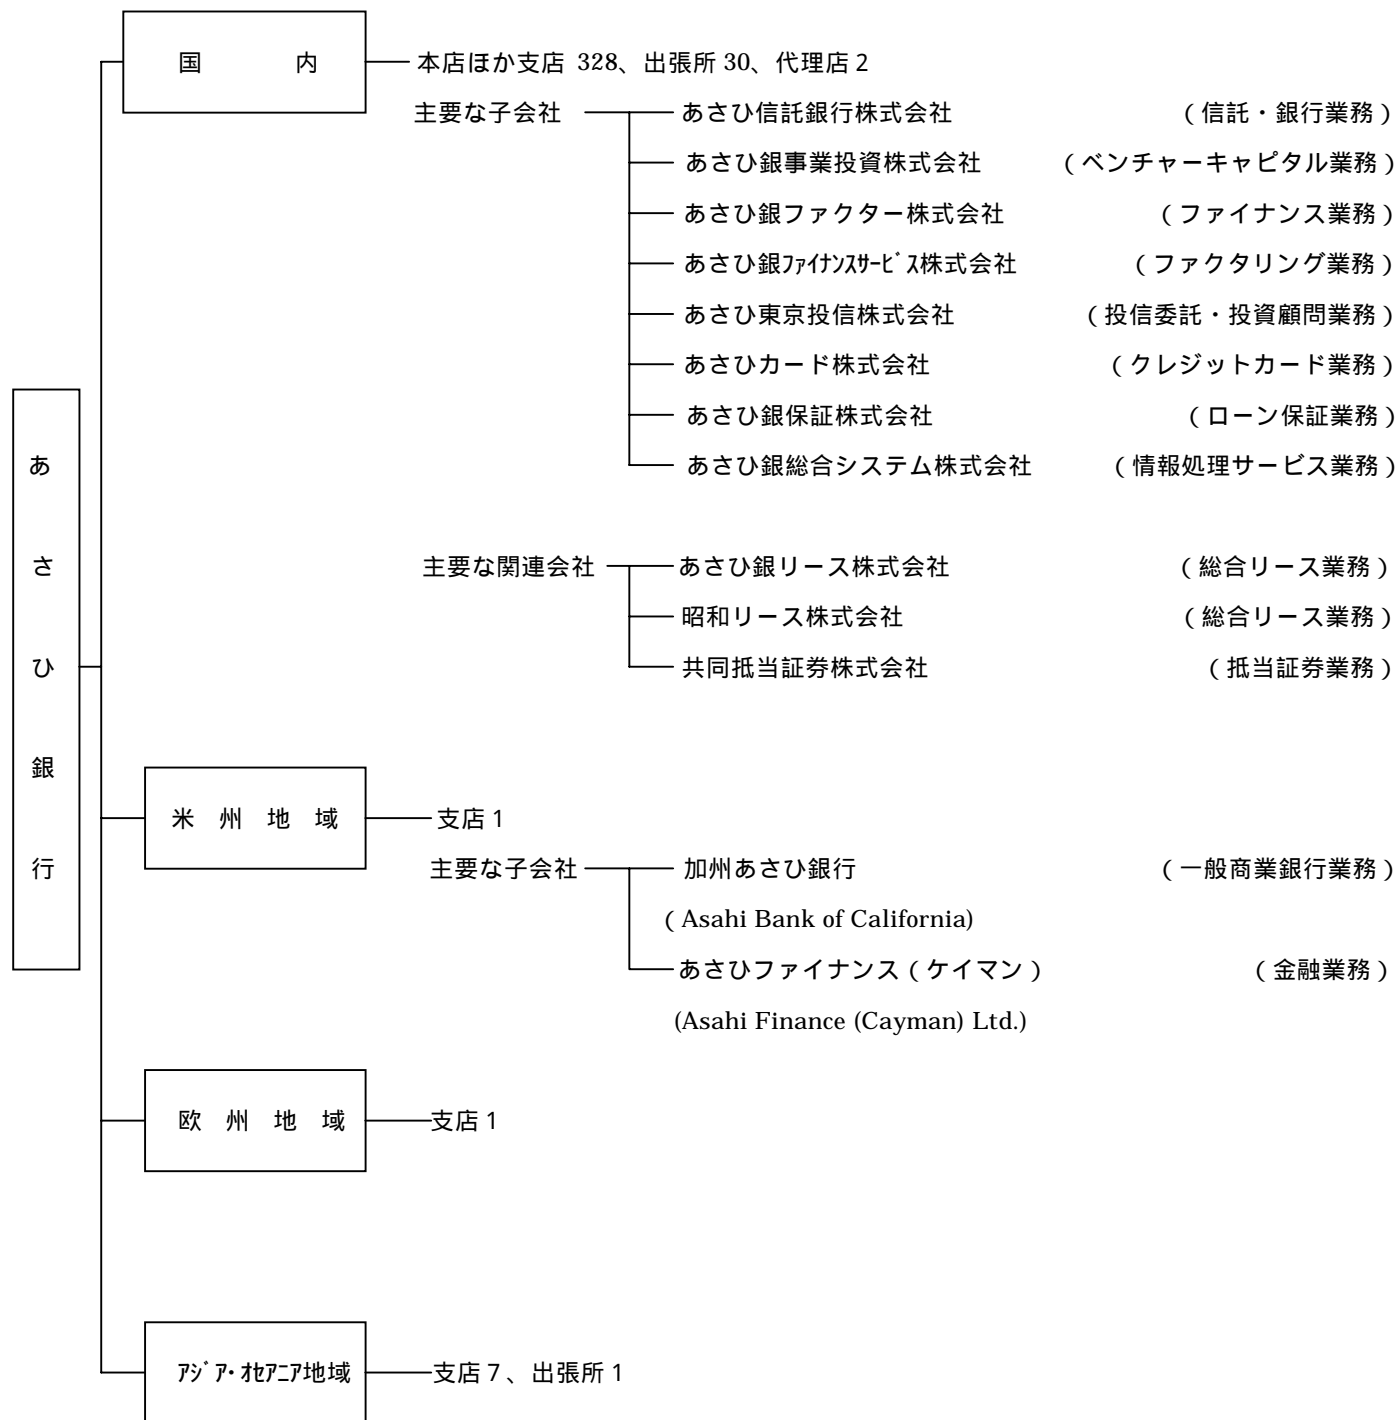 国 内 本店ほか支店 328、出張所 30、代理店 2
主要な子会社 あさひ信託銀行株式会社 (信託・銀行業務)
あさひ銀事業投資株式会社 (ベンチャーキャピタル業務)
あさひ銀ファクター株式会社 (ファイナンス業務)
あさひ銀ファイナンスサービス株式会社 (ファクタリング業務)
あさひ東京投信株式会社 (投信委託・投資顧問業務)
あさひカード株式会社 (クレジットカード業務)
あさひ銀保証株式会社 (ローン保証業務)
あさひ銀総合システム株式会社 (情報処理サービス業務)
あさひ銀行
主要な関連会社 あさひ銀リース株式会社 (総合リース業務)
昭和リース株式会社 (総合リース業務)
共同抵当証券株式会社 (抵当証券業務)
米 州 地 域 支店 1
主要な子会社 加州あさひ銀行 (一般商業銀行業務)
(Asahi Bank of California)
あさひファイナンス(ケイマン) (金融業務)
(Asahi Finance (Cayman) Ltd.)
欧 州 地 域 支店 1
アジア・オセアニア地域 支店 7、出張所 1